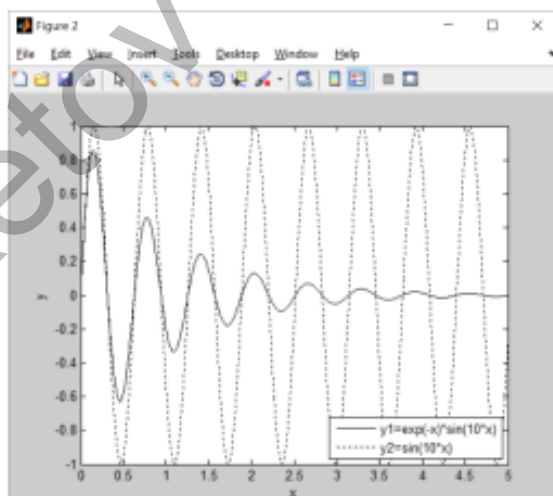 Figure 2
File Edit View Insert Tools Desktop Window Help
etov
1
0.8
0.6
0.4
0.2
0
-0.2
-0.4
-0.6
-0.8
-1
y
0 0.5 1 1.5 2 2.5 3 3.5 4 4.5 5
x
y1=exp(-x)*sin(10*x)
y2=sin(10*x)